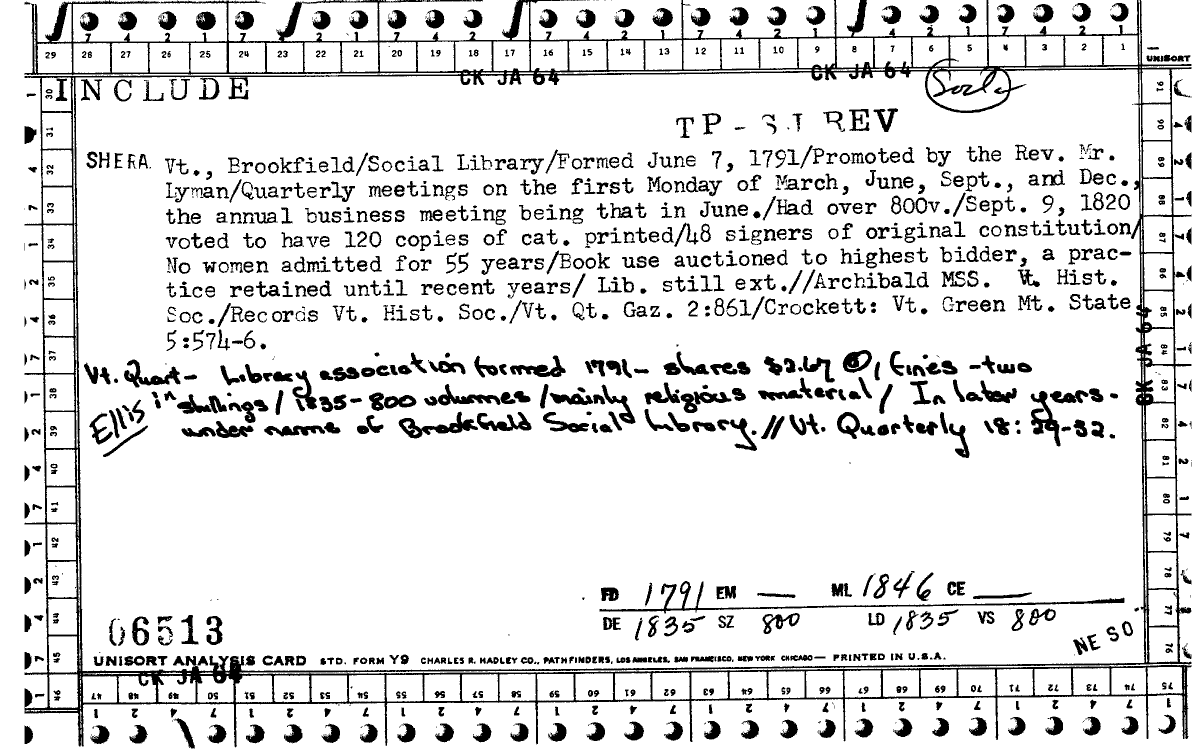 7 4 2 1 7 4 2 1 7 4 2 1 7 4 2 1 7 4 2 1
29 28 27 26 25 24 23 22 21 20 19 18 17 16 15 14 13 12 11 10 9 8 7 6 5 4 3 2 1
UNISORT
CK JA 64 CK JA 64
INCLUDE
TP - SJ REV
SHERA Vt., Brookfield/Social Library/Formed June 7, 1791/Promoted by the Rev. Mr.
Lyman/Quarterly meetings on the first Monday of March, June, Sept., and Dec.,
the annual business meeting being that in June./Had over 800v./Sept. 9, 1820
voted to have 120 copies of cat. printed/48 signers of original constitution/
No women admitted for 55 years/Book use auctioned to highest bidder, a prac-
tice retained until recent years/ Lib. still ext.//Archibald MSS. Vt. Hist.
Soc./Records Vt. Hist. Soc./Vt. Qt. Gaz. 2:861/Crockett: Vt. Green Mt. State
5:574-6.
CK JA 64
Vt. Quart- Library association formed 1791- shares $2.67 @, fines -two
Ellis in shillings / 1835-800 volumes /mainly religious material/ In later years-
under name of Brookfield Social Library.// Vt. Quarterly 18:29-32.
FD 1791 EM — ML 1846 CE —
DE 1835 SZ 800 LD 1835 VS 800
NE SO
06513
UNISORT ANALYSIS CARD STD. FORM Y9 CHARLES R. HADLEY CO., PATHFINDERS, LOS ANGELES, SAN FRANCISCO, NEW YORK CHICAGO— PRINTED IN U.S.A.
CK JA 64
30 31 32 33 34 35 36 37 38 39 40 41 42 43 44 45 46
47 48 49 50 51 52 53 54 55 56 57 58 59 60 61 62 63 64 65 66 67 68 69 70 71 72 73 74 75
76 77 78 79 80 81 82 83 84 85 86 87 88 89 90 91